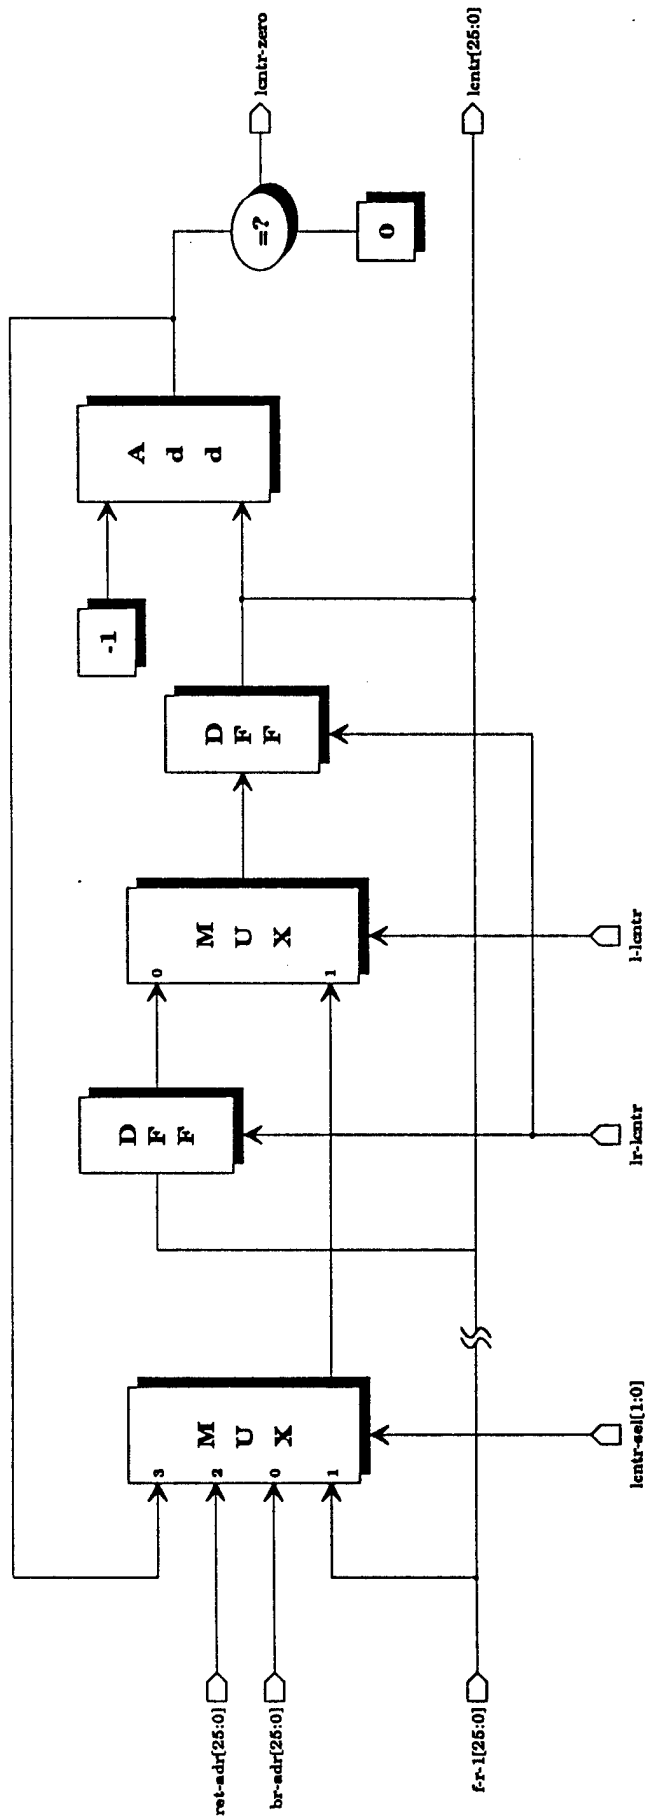 ret-adr[25:0]
br-adr[25:0]
f-r-1[25:0]
3
2
0
1
M
U
X
lcntr-sel[1:0]
D
F
F
lr-lcntr
0
1
M
U
X
l-lcntr
D
F
F
-1
A
d
d
=?
0
lcntr-zero
lcntr[25:0]